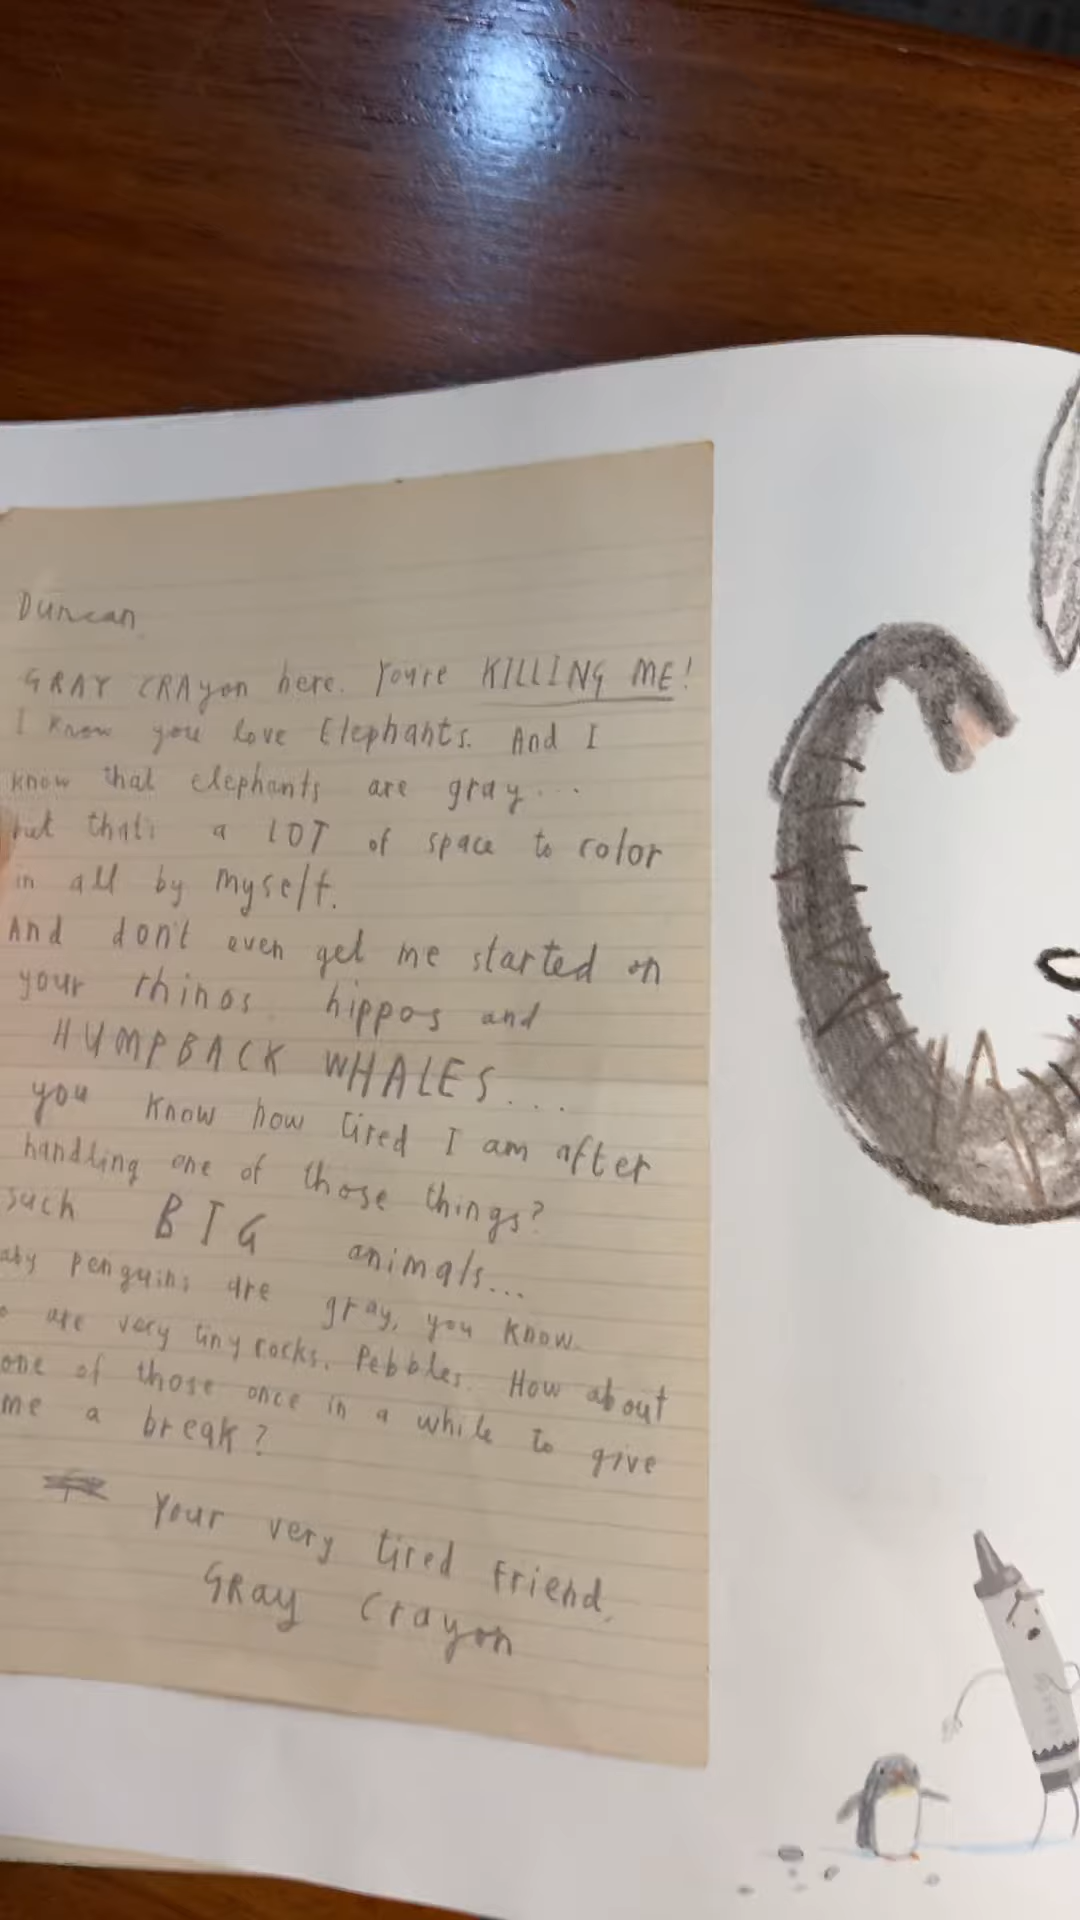 Duncan,
GRAY CRAyon here. You're KILLING ME!
I know you love Elephants. And I
know that elephants are gray...
but that's a LOT of space to color
in all by myself.
And don't even get me started on
your rhinos, hippos and
HUMPBACK WHALES...
you know how tired I am after
handling one of those things?
such BIG animals...
aby penguins are gray, you know.
are very tiny rocks. Pebbles. How about
one of those once in a while to give
me a break?
Your very tired friend,
GRay Crayon